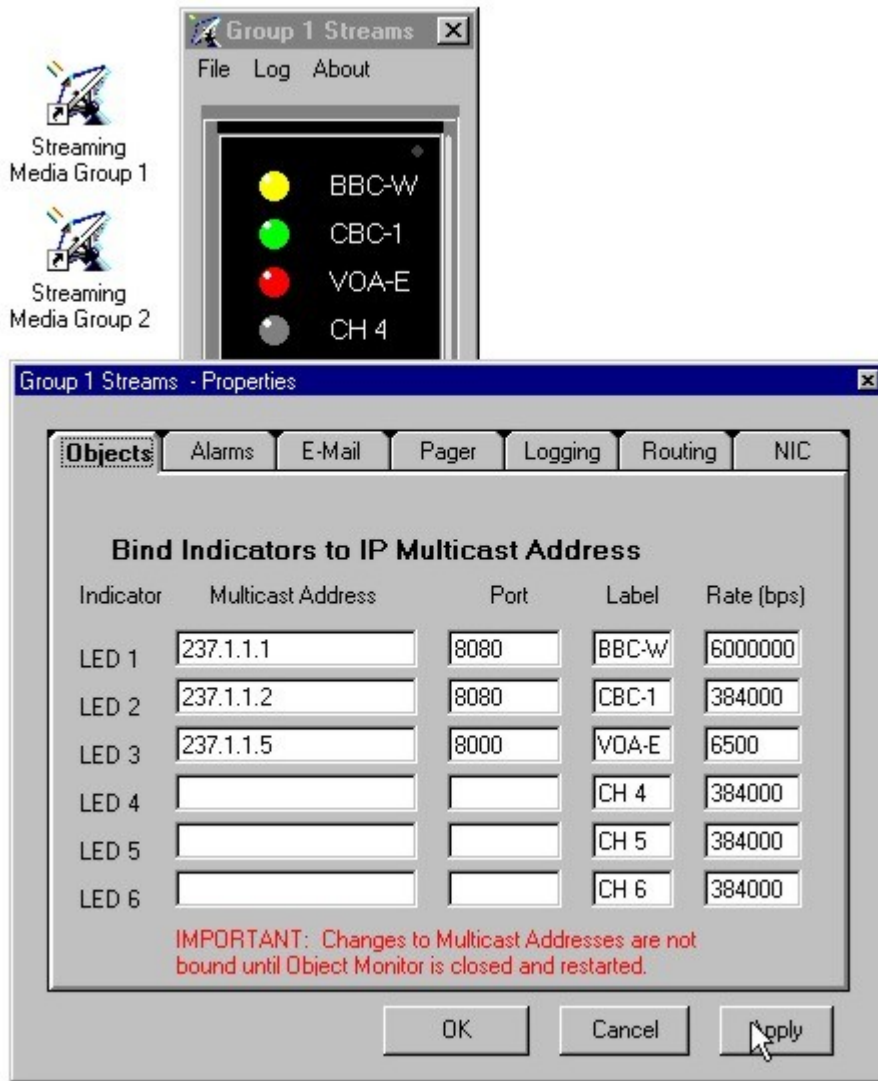 Group 1 Streams
File Log About
Streaming
Media Group 1
Streaming
Media Group 2
BBC-W
CBC-1
VOA-E
CH 4
Group 1 Streams - Properties
Objects Alarms E-Mail Pager Logging Routing NIC
Bind Indicators to IP Multicast Address
Indicator Multicast Address Port Label Rate (bps)
LED 1 237.1.1.1 8080 BBC-W 6000000
LED 2 237.1.1.2 8080 CBC-1 384000
LED 3 237.1.1.5 8000 VOA-E 6500
LED 4 CH 4 384000
LED 5 CH 5 384000
LED 6 CH 6 384000
IMPORTANT: Changes to Multicast Addresses are not
bound until Object Monitor is closed and restarted.
OK Cancel Apply